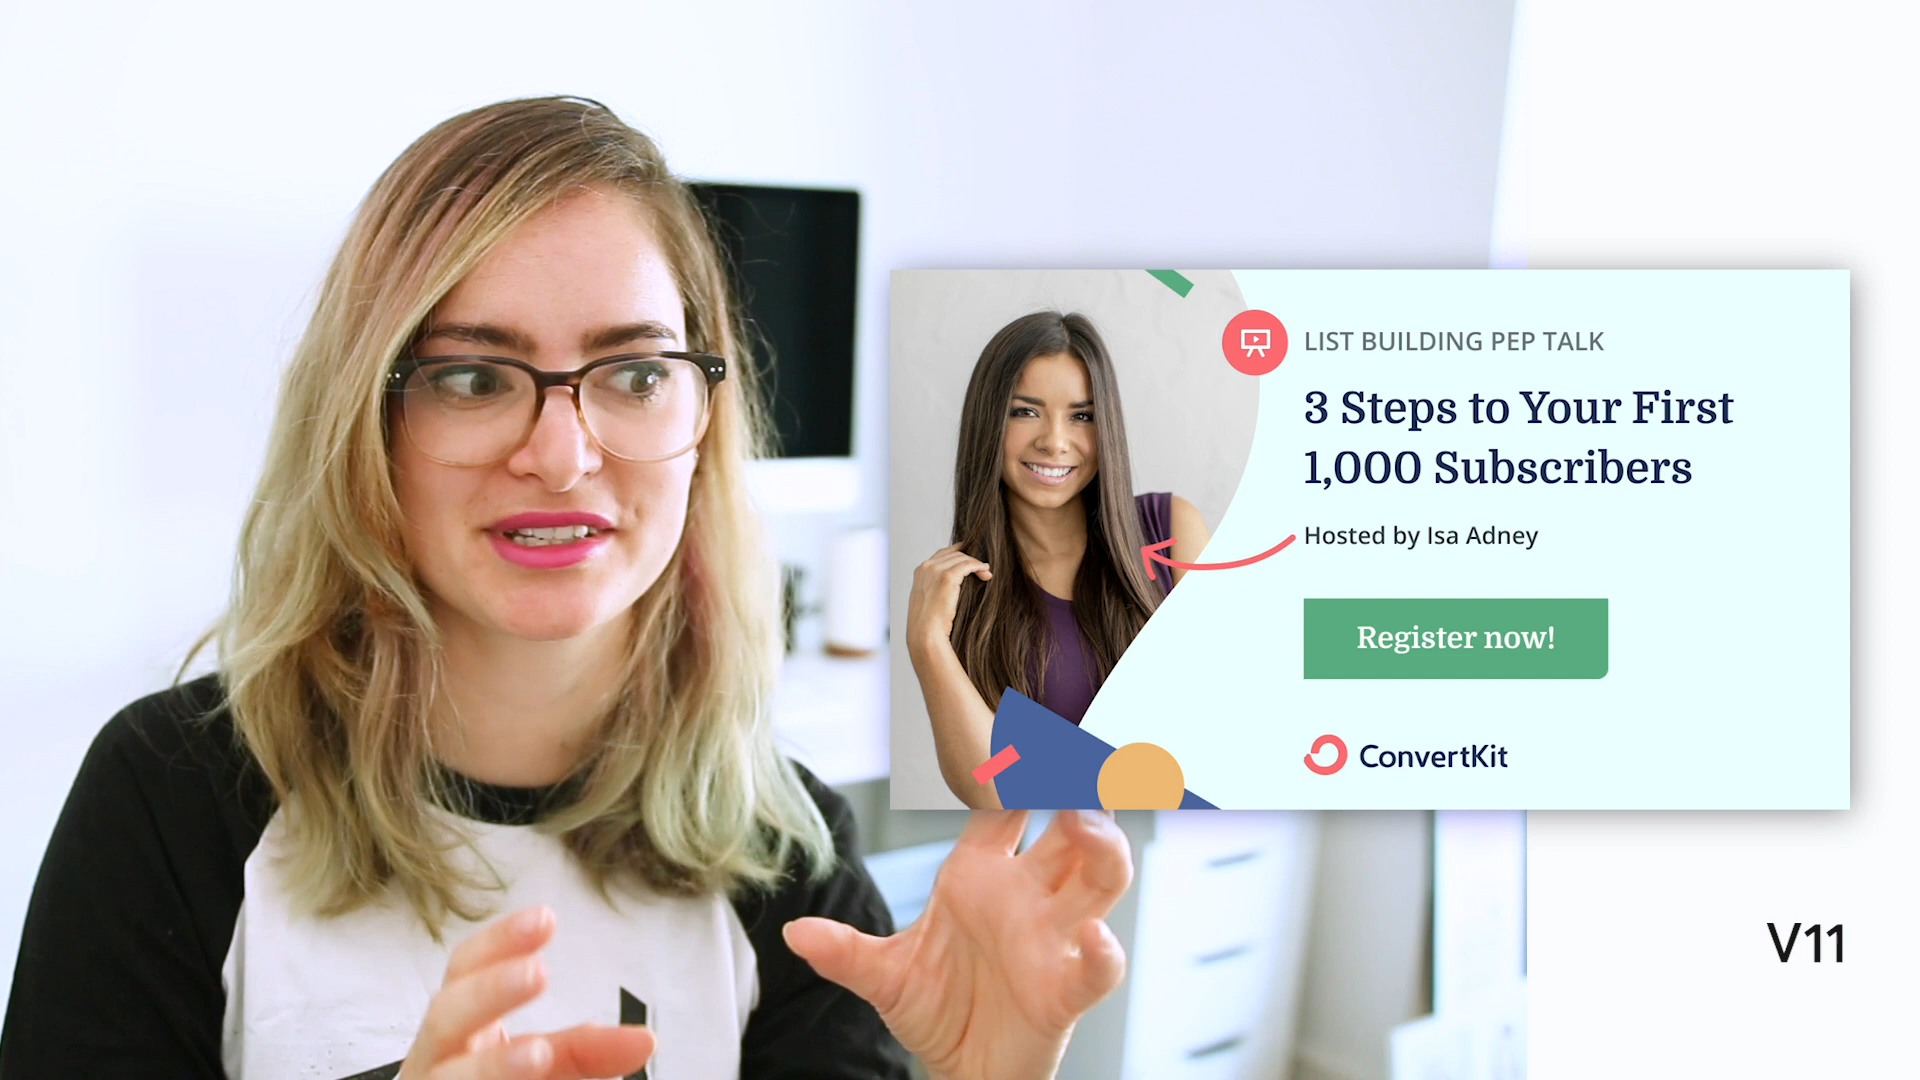 LIST BUILDING PEP TALK
3 Steps to Your First
1,000 Subscribers
Hosted by Isa Adney
Register now!
ConvertKit
V11